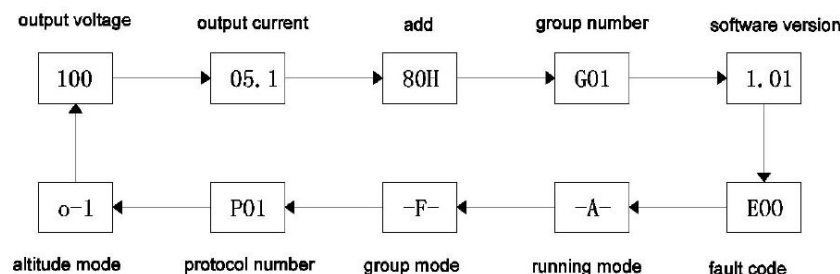 output voltage output current add group number software version
100 05.1 80H G01 1.01
o-1 P01 -F- -A- E00
altitude mode protocol number group mode running mode fault code